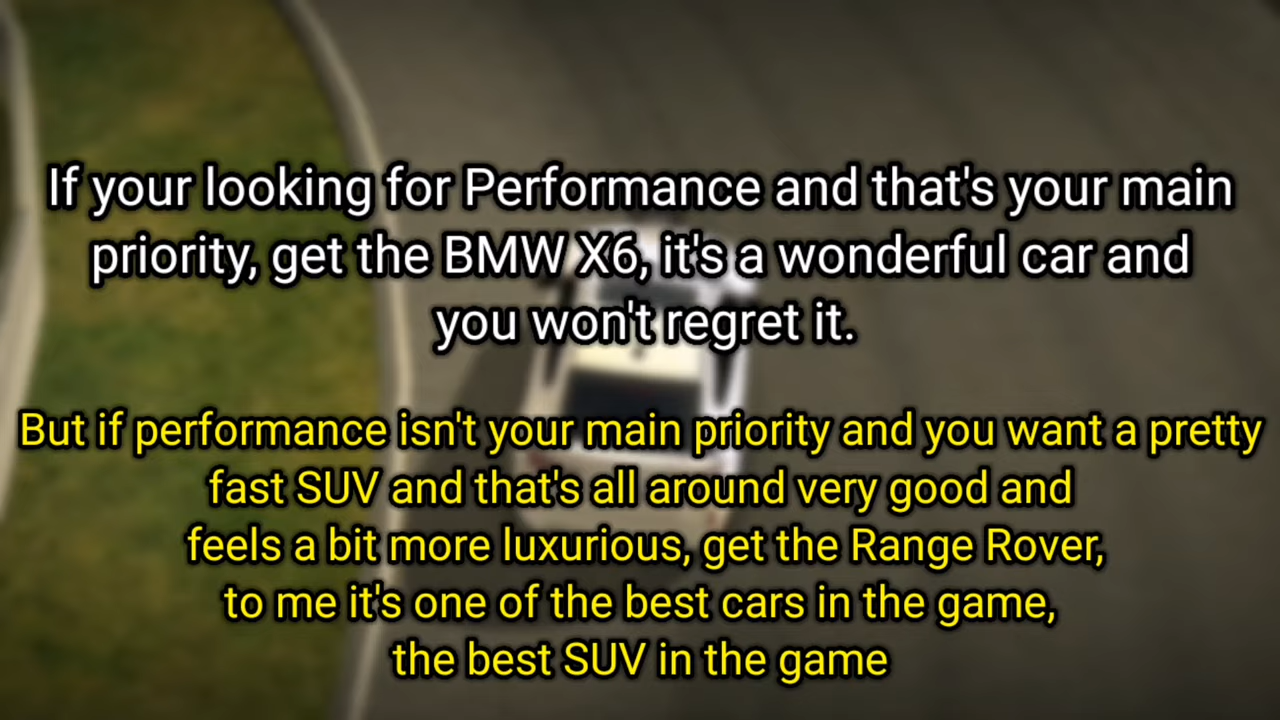 If your looking for Performance and that's your main
priority, get the BMW X6, it's a wonderful car and
you won't regret it.
But if performance isn't your main priority and you want a pretty
fast SUV and that's all around very good and
feels a bit more luxurious, get the Range Rover,
to me it's one of the best cars in the game,
the best SUV in the game